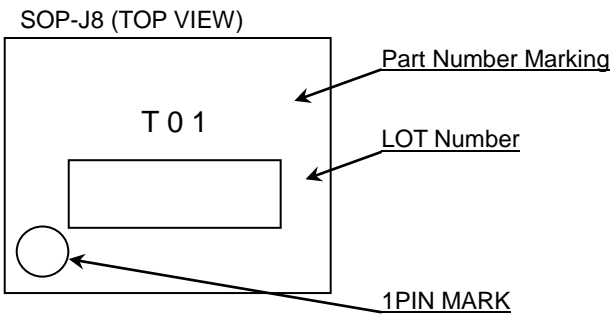 SOP-J8 (TOP VIEW)
Part Number Marking
T 0 1
LOT Number
1PIN MARK